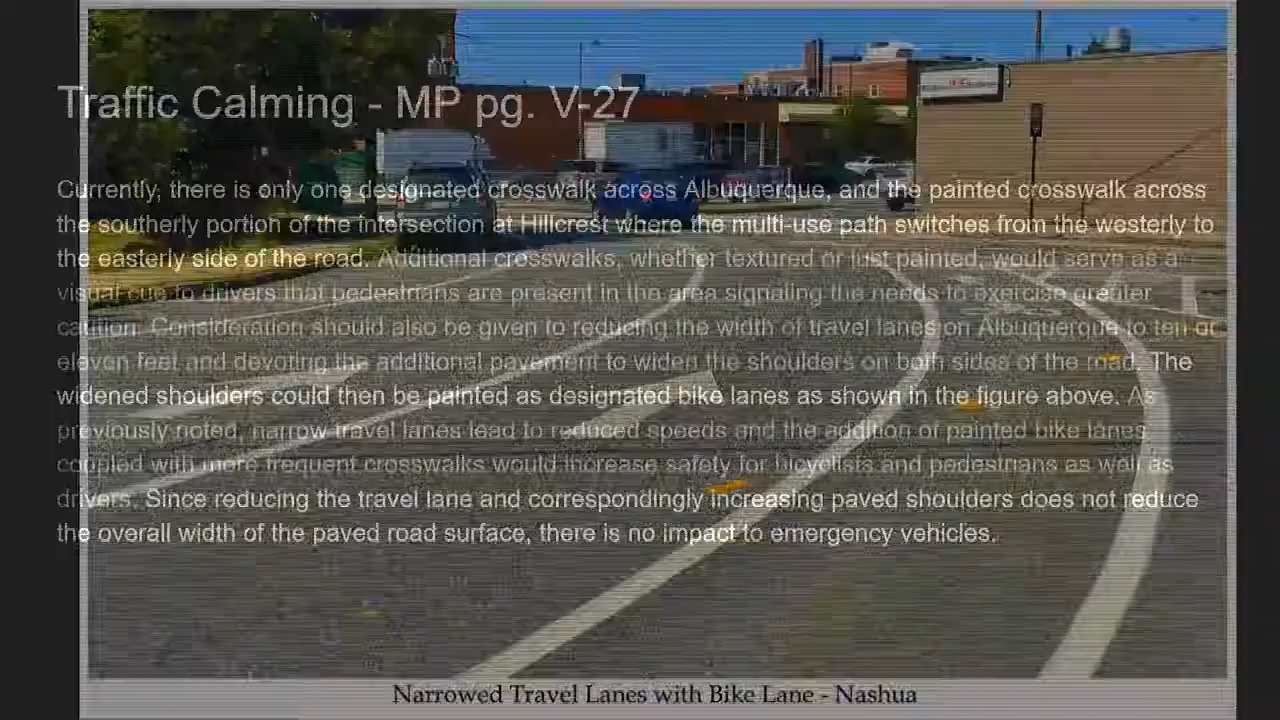 Traffic Calming - MP pg. V-27
Currently, there is only one designated crosswalk across Albuquerque, and the painted crosswalk across
the southerly portion of the intersection at Hillcrest where the multi-use path switches from the westerly to
the easterly side of the road. Additional crosswalks, whether textured or just painted, would serve as a
visual cue to drivers that pedestrians are present in the area signaling the needs to exercise greater
caution. Consideration should also be given to reducing the width of travel lanes on Albuquerque to ten or
eleven feet and devoting the additional pavement to widen the shoulders on both sides of the road. The
widened shoulders could then be painted as designated bike lanes as shown in the figure above. As
previously noted, narrow travel lanes lead to reduced speeds and the addition of painted bike lanes
coupled with more frequent crosswalks would increase safety for bicyclists and pedestrians as well as
drivers. Since reducing the travel lane and correspondingly increasing paved shoulders does not reduce
the overall width of the paved road surface, there is no impact to emergency vehicles.
Narrowed Travel Lanes with Bike Lane - Nashua